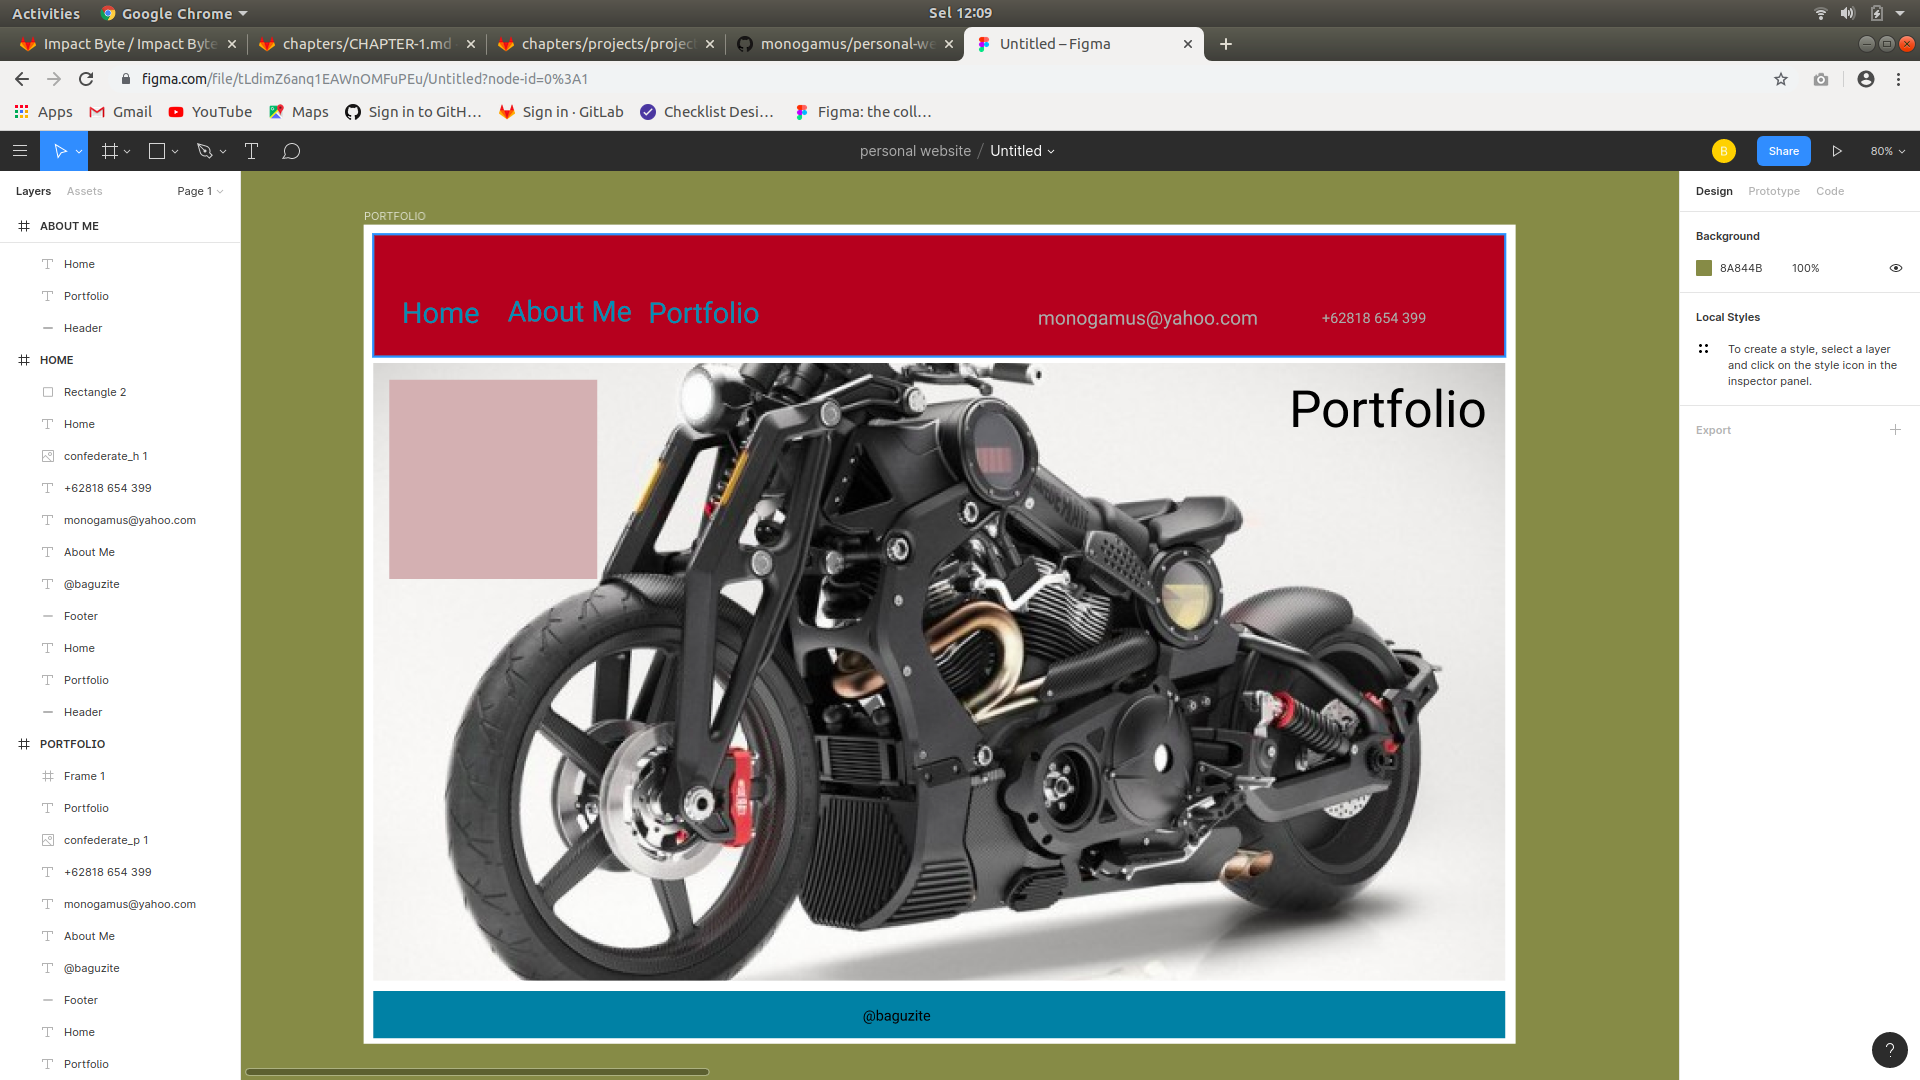 Activities
Google Chrome
Sel 12:09
Impact Byte / Impact Byte
chapters/CHAPTER-1.md
chapters/projects/projec
monogamus/personal-we
Untitled – Figma
figma.com/file/tLdimZ6anq1EAWnOMFuPEu/Untitled?node-id=0%3A1
Apps
Gmail
YouTube
Maps
Sign in to GitH...
Sign in · GitLab
Checklist Desi...
Figma: the coll...
personal website / Untitled
B
Share
80%
Layers
Assets
Page 1
ABOUT ME
Home
Portfolio
Header
HOME
Rectangle 2
Home
confederate_h 1
+62818 654 399
monogamus@yahoo.com
About Me
@baguzite
Footer
Home
Portfolio
Header
PORTFOLIO
Frame 1
Portfolio
confederate_p 1
+62818 654 399
monogamus@yahoo.com
About Me
@baguzite
Footer
Home
Portfolio
PORTFOLIO
Home
About Me
Portfolio
monogamus@yahoo.com
+62818 654 399
Portfolio
@baguzite
Design
Prototype
Code
Background
8A844B
100%
Local Styles
To create a style, select a layer
and click on the style icon in the
inspector panel.
Export
?